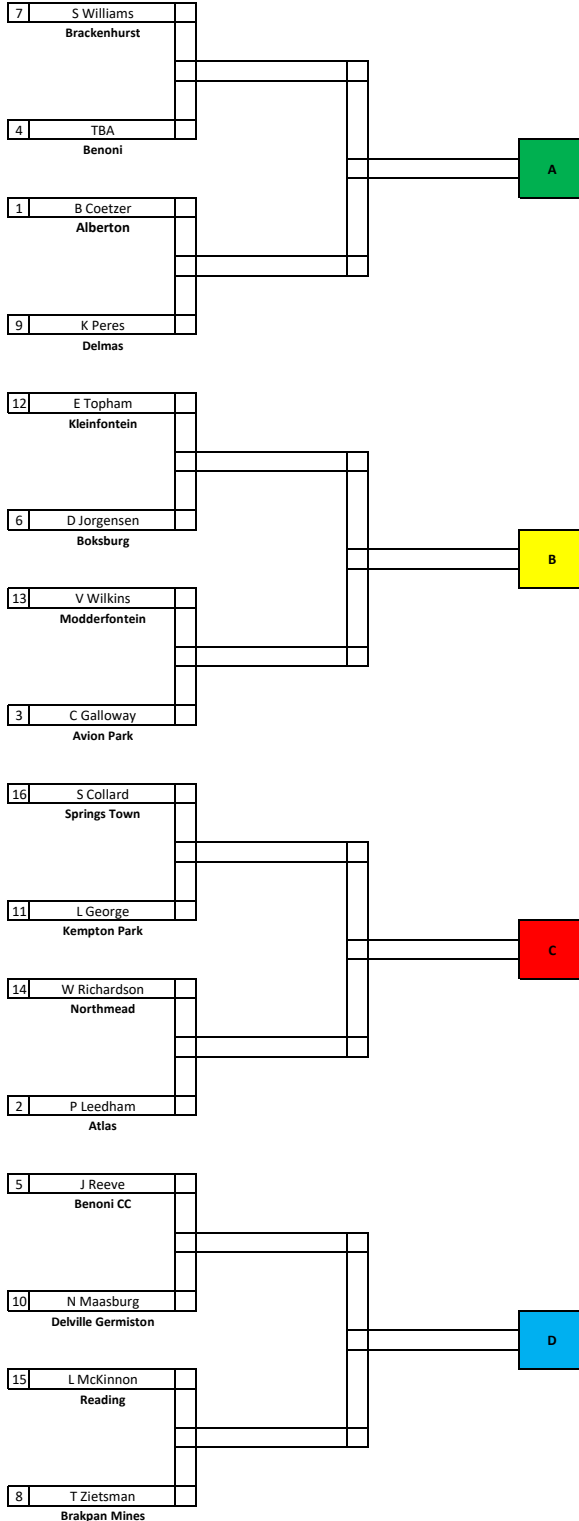 7 S Williams
Brackenhurst
4 TBA
Benoni
A
1 B Coetzer
Alberton
9 K Peres
Delmas
12 E Topham
Kleinfontein
6 D Jorgensen
Boksburg
B
13 V Wilkins
Modderfontein
3 C Galloway
Avion Park
16 S Collard
Springs Town
11 L George
Kempton Park
C
14 W Richardson
Northmead
2 P Leedham
Atlas
5 J Reeve
Benoni CC
10 N Maasburg
Delville Germiston
D
15 L McKinnon
Reading
8 T Zietsman
Brakpan Mines